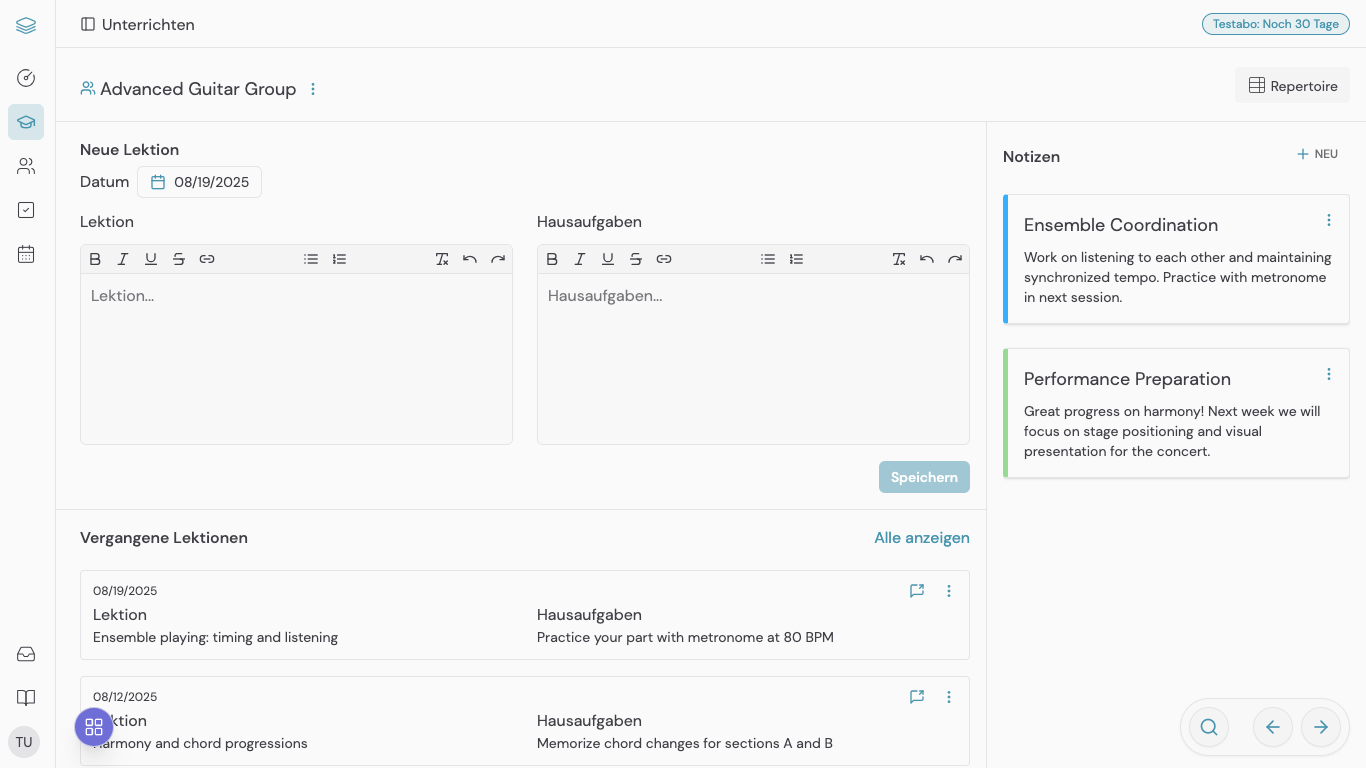 Unterrichten
Testabo: Noch 30 Tage
Advanced Guitar Group
Repertoire
Neue Lektion
Datum
08/19/2025
Lektion
Hausaufgaben
Lektion...
Hausaufgaben...
Speichern
Vergangene Lektionen
Alle anzeigen
08/19/2025
Lektion
Hausaufgaben
Ensemble playing: timing and listening
Practice your part with metronome at 80 BPM
08/12/2025
Hausaufgaben
and chord progressions
Memorize chord changes for sections A and B
Notizen
NEU
Ensemble Coordination
Work on listening to each other and maintaining
synchronized tempo. Practice with metronome
in next session.
Performance Preparation
Great progress on harmony! Next week we will
focus on stage positioning and visual
presentation for the concert.
TU